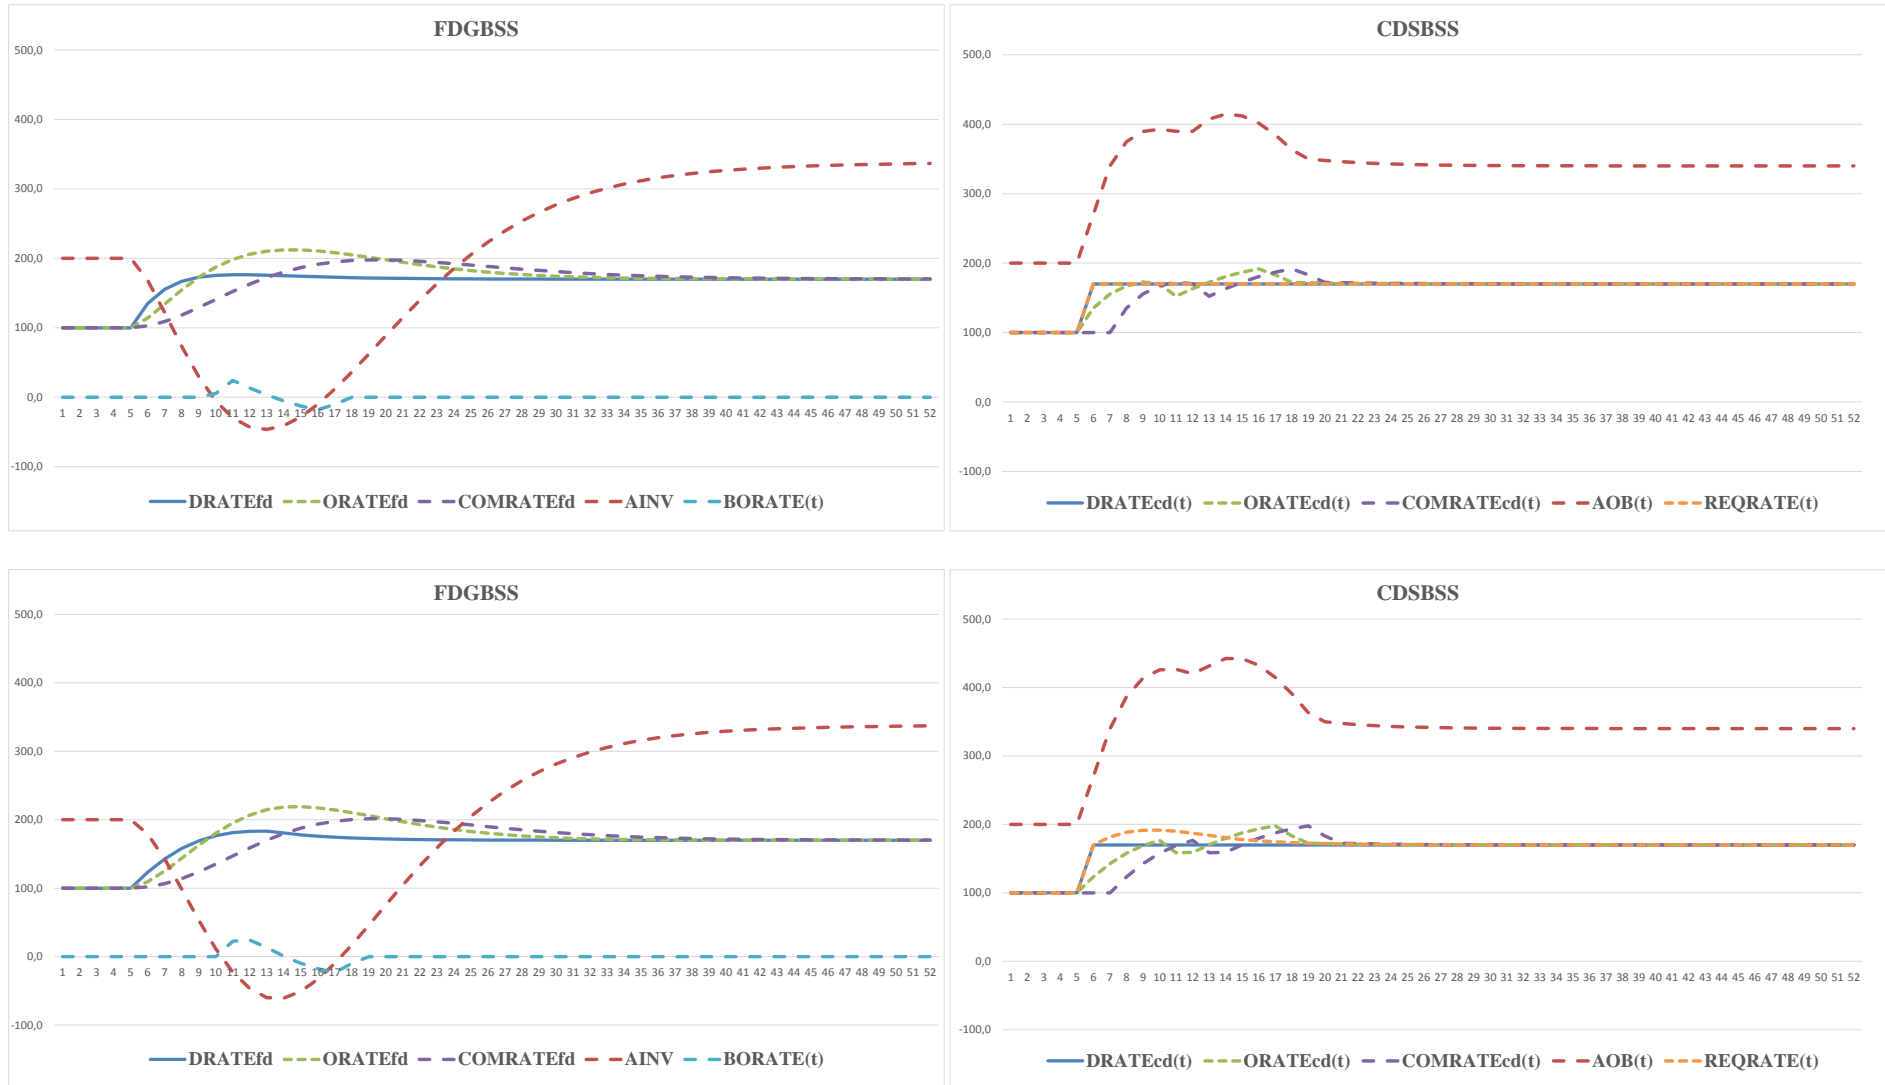 FDGBSS
500,0
400,0
300,0
200,0
100,0
0,0
-100,0
1 2 3 4 5 6 7 8 9 10 11 12 13 14 15 16 17 18 19 20 21 22 23 24 25 26 27 28 29 30 31 32 33 34 35 36 37 38 39 40 41 42 43 44 45 46 47 48 49 50 51 52
DRATEfd ORATEfd COMRATEfd AINV BORATE(t)
CDSBSS
500,0
400,0
300,0
200,0
100,0
0,0
-100,0
1 2 3 4 5 6 7 8 9 10 11 12 13 14 15 16 17 18 19 20 21 22 23 24 25 26 27 28 29 30 31 32 33 34 35 36 37 38 39 40 41 42 43 44 45 46 47 48 49 50 51 52
DRATEcd(t) ORATEcd(t) COMRATEcd(t) AOB(t) REQRATE(t)
FDGBSS
500,0
400,0
300,0
200,0
100,0
0,0
-100,0
1 2 3 4 5 6 7 8 9 10 11 12 13 14 15 16 17 18 19 20 21 22 23 24 25 26 27 28 29 30 31 32 33 34 35 36 37 38 39 40 41 42 43 44 45 46 47 48 49 50 51 52
DRATEfd ORATEfd COMRATEfd AINV BORATE(t)
CDSBSS
500,0
400,0
300,0
200,0
100,0
0,0
-100,0
1 2 3 4 5 6 7 8 9 10 11 12 13 14 15 16 17 18 19 20 21 22 23 24 25 26 27 28 29 30 31 32 33 34 35 36 37 38 39 40 41 42 43 44 45 46 47 48 49 50 51 52
DRATEcd(t) ORATEcd(t) COMRATEcd(t) AOB(t) REQRATE(t)